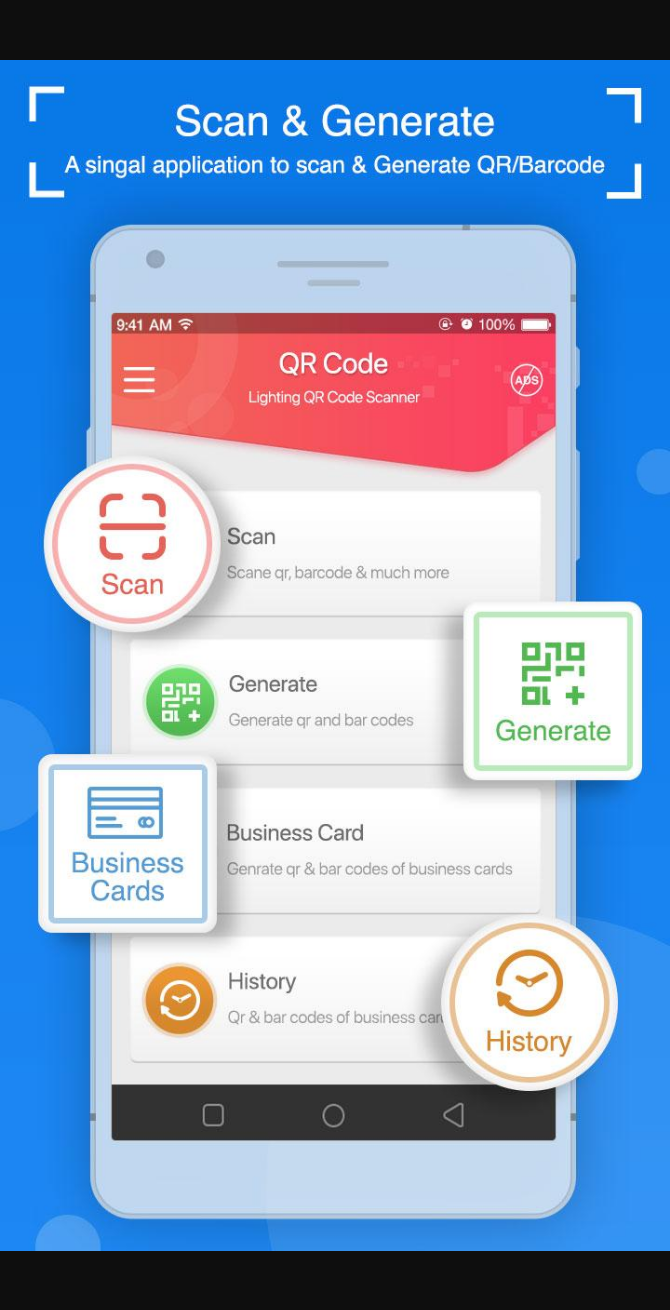 Scan & Generate
A singal application to scan & Generate QR/Barcode
9:41 AM
100%
QR Code
Lighting QR Code Scanner
ADS
Scan
Scan
Scane qr, barcode & much more
Generate
Generate qr and bar codes
Generate
Business
Cards
Business Card
Genrate qr & bar codes of business cards
History
Qr & bar codes of business car
History